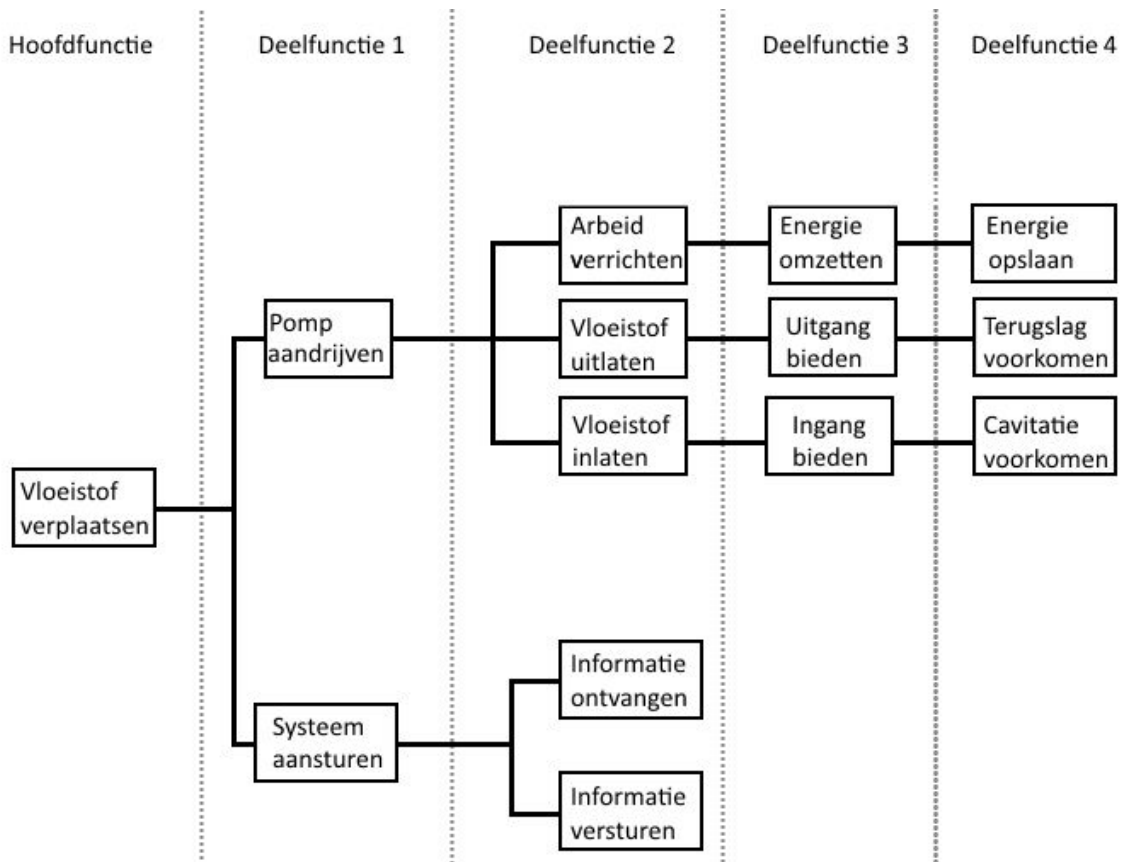 Hoofdfunctie
Deelfunctie 1
Deelfunctie 2
Deelfunctie 3
Deelfunctie 4
Arbeid
verrichten
Energie
omzetten
Energie
opslaan
Pomp
aandrijven
Vloeistof
uitlaten
Uitgang
bieden
Terugslag
voorkomen
Vloeistof
inlaten
Ingang
bieden
Cavitatie
voorkomen
Vloeistof
verplaatsen
Informatie
ontvangen
Systeem
aansturen
Informatie
versturen